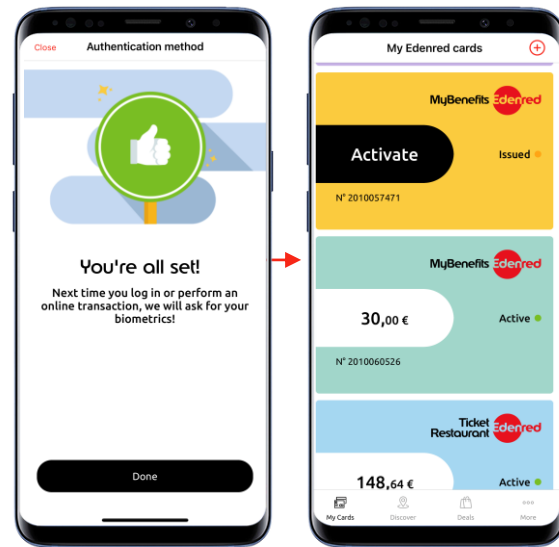 Close
Authentication method
You're all set!
Next time you log in or perform an
online transaction, we will ask for your
biometrics!
Done
My Edenred cards
MyBenefits Edenred
Activate
Issued
N° 2010057471
MyBenefits Edenred
30,00 €
Active
N° 2010060526
Ticket
Restaurant Edenred
148,64 €
Active
My Cards
Discover
Deals
More